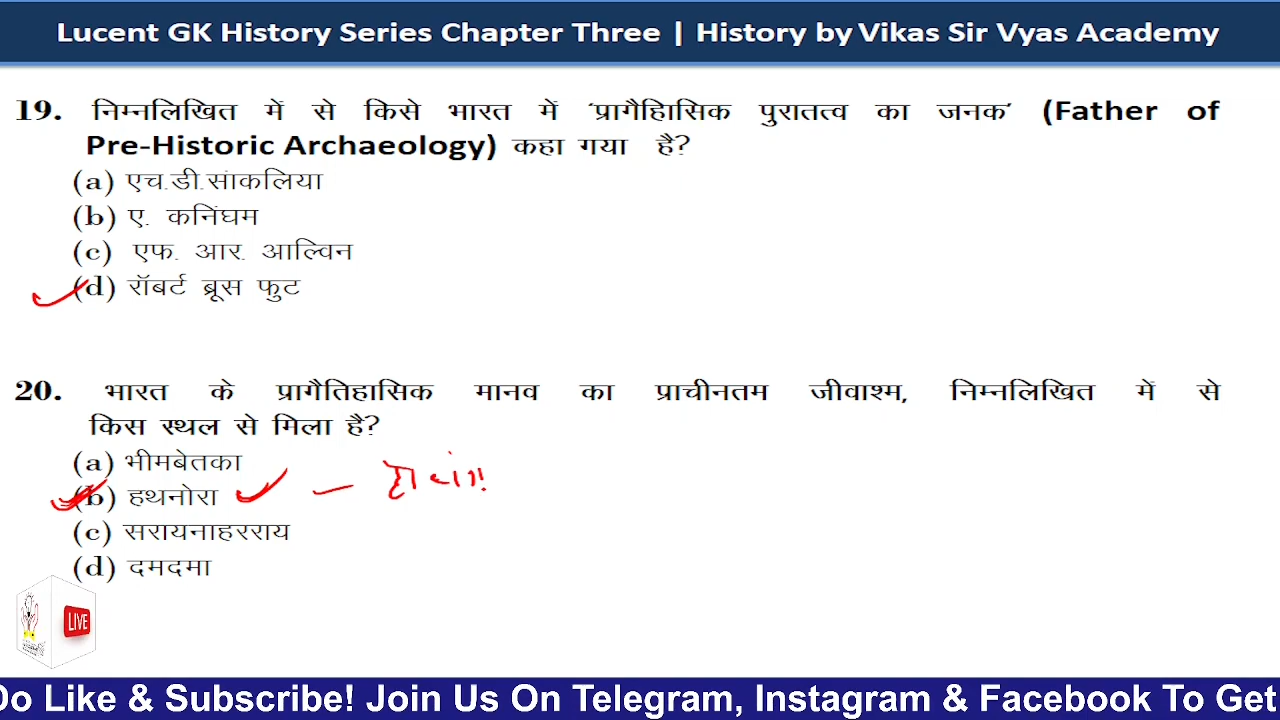 Lucent GK History Series Chapter Three | History by Vikas Sir Vyas Academy
19. निम्नलिखित में से किसे भारत में 'प्रागैहिासिक पुरातत्व का जनक' (Father of
Pre-Historic Archaeology) कहा गया है?
(a) एच.डी.सांकलिया
(b) ए. कनिंघम
(c) एफ. आर. आल्विन
(d) रॉबर्ट ब्रूस फुट
20. भारत के प्रागैतिहासिक मानव का प्राचीनतम जीवाश्म, निम्नलिखित में से
किस स्थल से मिला है?
(a) भीमबेतका
(b) हथनोरा
(c) सरायनाहरराय
(d) दमदमा
LIVE
Do Like & Subscribe! Join Us On Telegram, Instagram & Facebook To Get